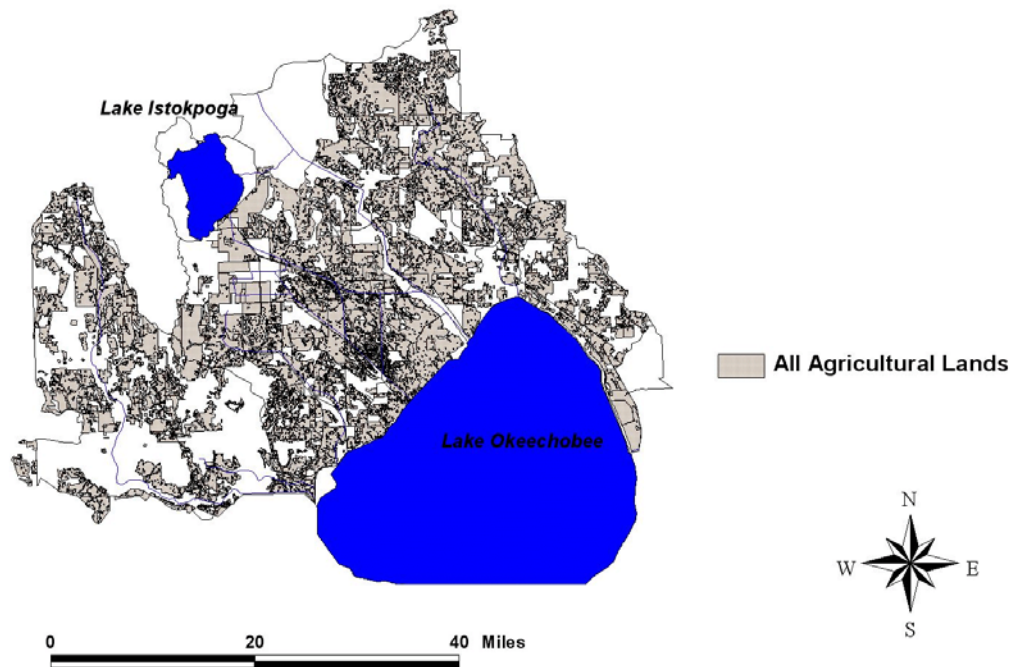 Lake Istokpoga
All Agricultural Lands
Lake Okeechobee
N
W E
S
0 20 40 Miles